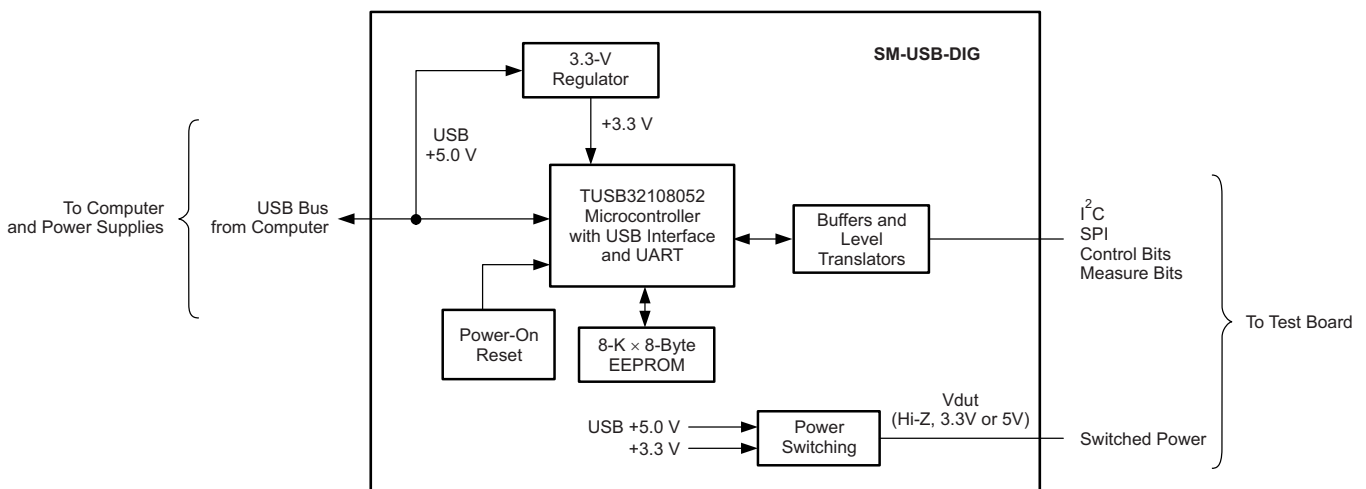 SM-USB-DIG
3.3-V
Regulator
+3.3 V
USB
+5.0 V
To Computer
and Power Supplies
USB Bus
from Computer
TUSB32108052
Microcontroller
with USB Interface
and UART
Buffers and
Level
Translators
I²C
SPI
Control Bits
Measure Bits
To Test Board
Power-On
Reset
8-K × 8-Byte
EEPROM
USB +5.0 V
+3.3 V
Power
Switching
Vdut
(Hi-Z, 3.3V or 5V)
Switched Power